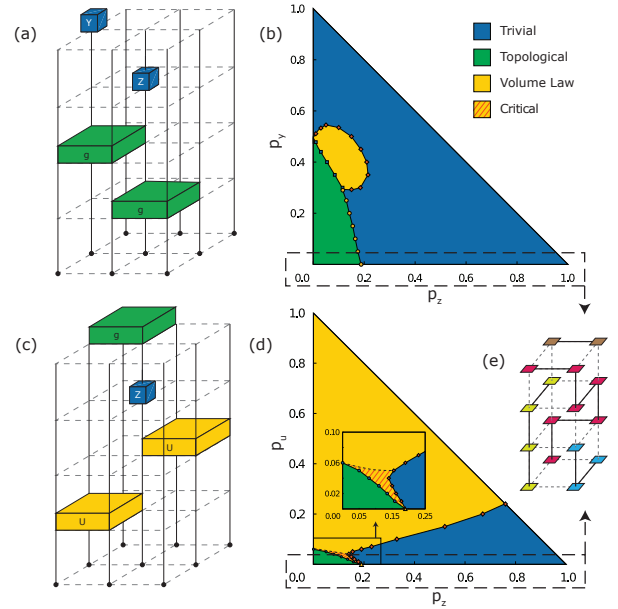 (a)
Y
Z
g
g
(b)
Trivial
Topological
Volume Law
Critical
1.0
0.8
0.6
0.4
0.2
p_y
0.0 0.2 0.4 0.6 0.8 1.0
p_z
(c)
g
Z
U
U
(d)
1.0
0.8
0.6
0.4
0.2
p_u
0.10
0.06
0.02
0.05 0.15 0.25
0.0 0.2 0.4 0.6 0.8 1.0
p_z
(e)